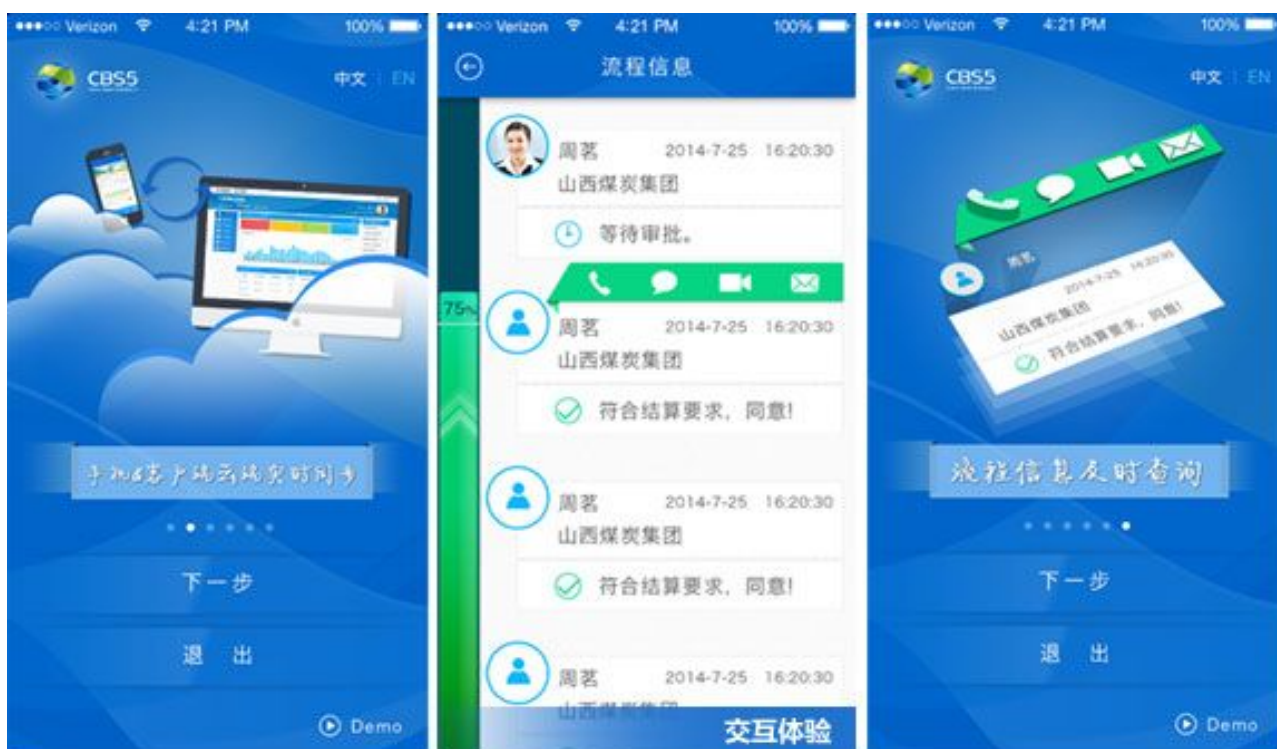 Verizon 4:21 PM 100%
CBS5 中文 | EN
手机&客户端云端实时同步
下一步
退 出
Demo
Verizon 4:21 PM 100%
流程信息
周茗 2014-7-25 16:20:30
山西煤炭集团
等待审批。
75%
周茗 2014-7-25 16:20:30
山西煤炭集团
符合结算要求，同意!
周茗 2014-7-25 16:20:30
山西煤炭集团
符合结算要求，同意!
周茗 2014-7-25 16:20:30
山西煤炭集团
交互体验
Verizon 4:21 PM 100%
CBS5 中文 | EN
周茗
2014-7-25 16:20:30
山西煤炭集团
符合结算要求，同意!
流程信息及时查询
下一步
退 出
Demo